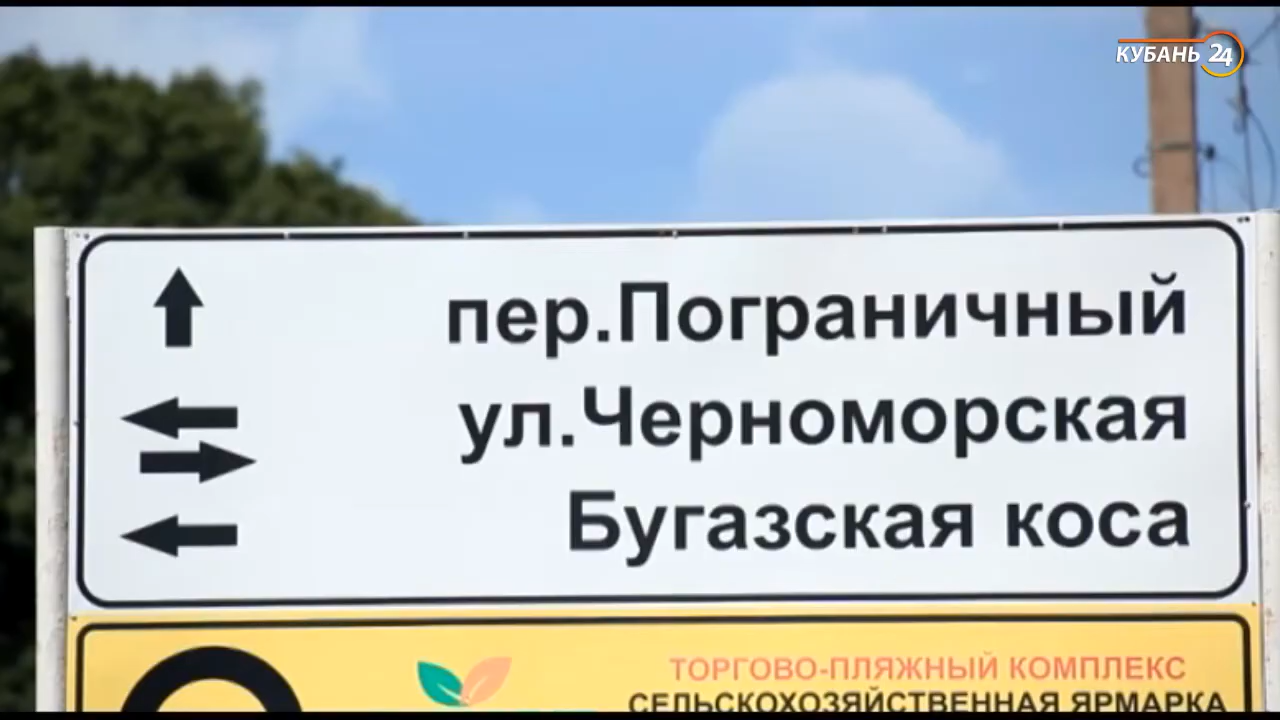 КУБАНЬ 24
пер.Пограничный
ул.Черноморская
Бугазская коса
ТОРГОВО-ПЛЯЖНЫЙ КОМПЛЕКС
СЕЛЬСКОХОЗЯЙСТВЕННАЯ ЯРМАРКА